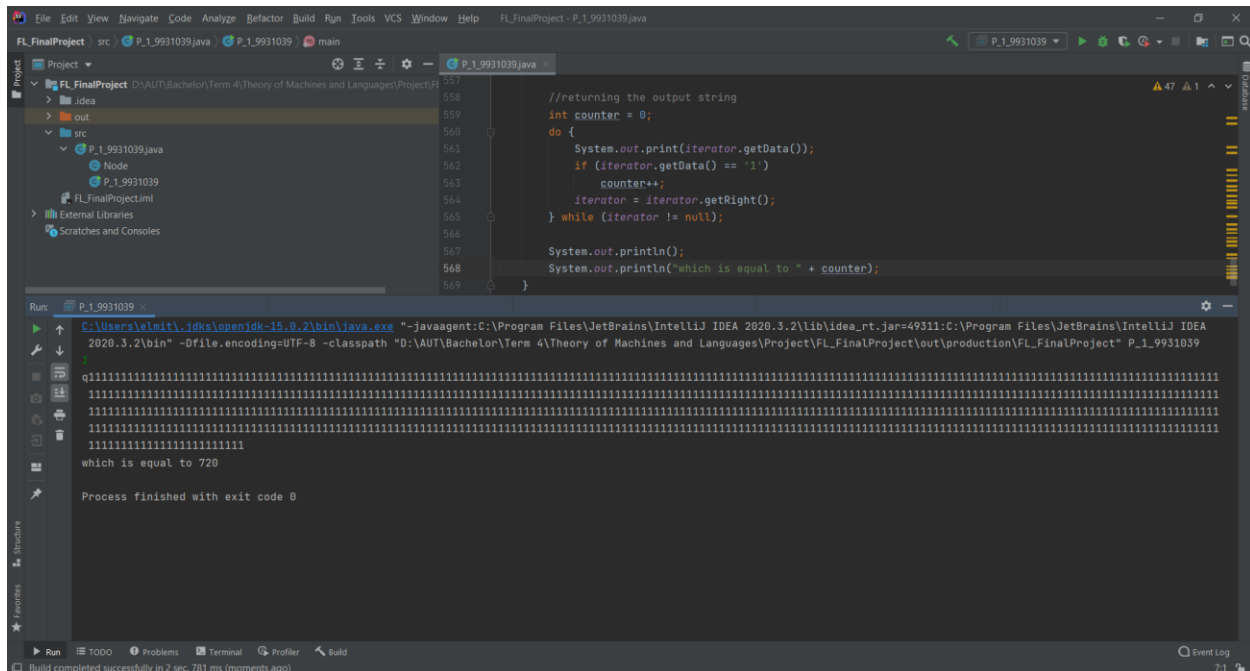 File Edit View Navigate Code Analyze Refactor Build Run Tools VCS Window Help FL_FinalProject - P_1_9931039.java
FL_FinalProject src P_1_9931039.java P_1_9931039 main P_1_9931039
Project P_1_9931039.java
FL_FinalProject D:\AUT\Bachelor\Term 4\Theory of Machines and Languages\Project\FL
.idea
out
src
P_1_9931039.java
Node
P_1_9931039
FL_FinalProject.iml
External Libraries
Scratches and Consoles
47 1
557
558 //returning the output string
559 int counter = 0;
560 do {
561 System.out.print(iterator.getData());
562 if (iterator.getData() == '1')
563 counter++;
564 iterator = iterator.getRight();
565 } while (iterator != null);
566
567 System.out.println();
568 System.out.println("which is equal to " + counter);
569 }
Project
Database
Run: P_1_9931039
C:\Users\elmit\.jdks\openjdk-15.0.2\bin\java.exe "-javaagent:C:\Program Files\JetBrains\IntelliJ IDEA 2020.3.2\lib\idea_rt.jar=49311:C:\Program Files\JetBrains\IntelliJ IDEA
2020.3.2\bin" -Dfile.encoding=UTF-8 -classpath "D:\AUT\Bachelor\Term 4\Theory of Machines and Languages\Project\FL_FinalProject\out\production\FL_FinalProject" P_1_9931039
which is equal to 720
Process finished with exit code 0
Structure
Favorites
Run TODO Problems Terminal Profiler Build Event Log
Build completed successfully in 2 sec, 781 ms (moments ago) 7:1